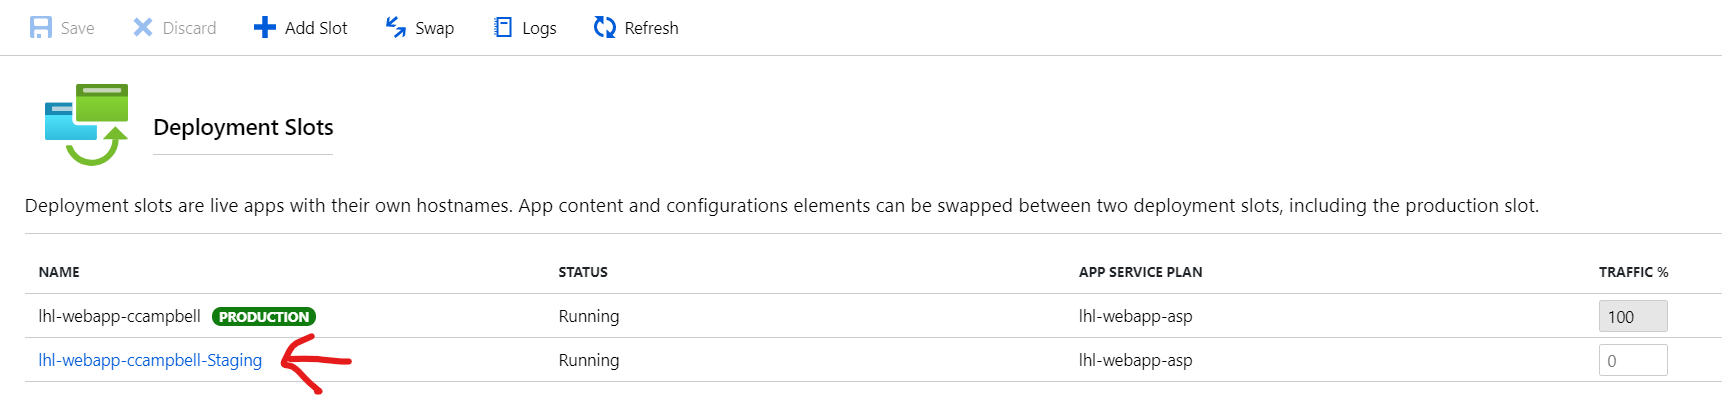 Save Discard Add Slot Swap Logs Refresh
Deployment Slots
Deployment slots are live apps with their own hostnames. App content and configurations elements can be swapped between two deployment slots, including the production slot.
NAME STATUS APP SERVICE PLAN TRAFFIC %
lhl-webapp-ccampbell PRODUCTION Running lhl-webapp-asp 100
lhl-webapp-ccampbell-Staging Running lhl-webapp-asp 0